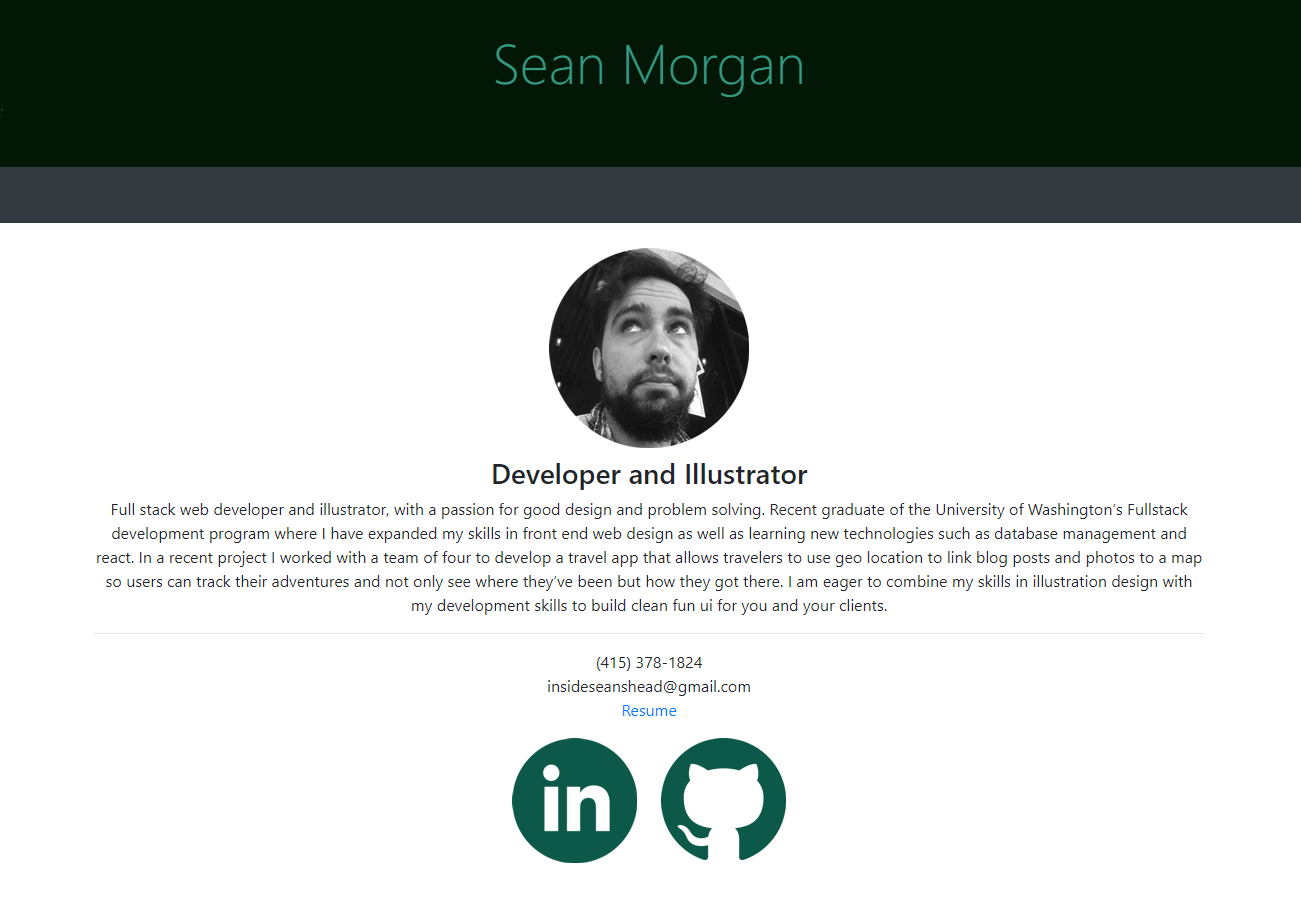 Sean Morgan
Developer and Illustrator
Full stack web developer and illustrator, with a passion for good design and problem solving. Recent graduate of the University of Washington’s Fullstack
development program where I have expanded my skills in front end web design as well as learning new technologies such as database management and
react. In a recent project I worked with a team of four to develop a travel app that allows travelers to use geo location to link blog posts and photos to a map
so users can track their adventures and not only see where they’ve been but how they got there. I am eager to combine my skills in illustration design with
my development skills to build clean fun ui for you and your clients.
(415) 378-1824
insideseanshead@gmail.com
Resume
in